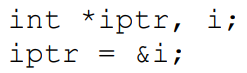 int *iptr, i;
iptr = &i;